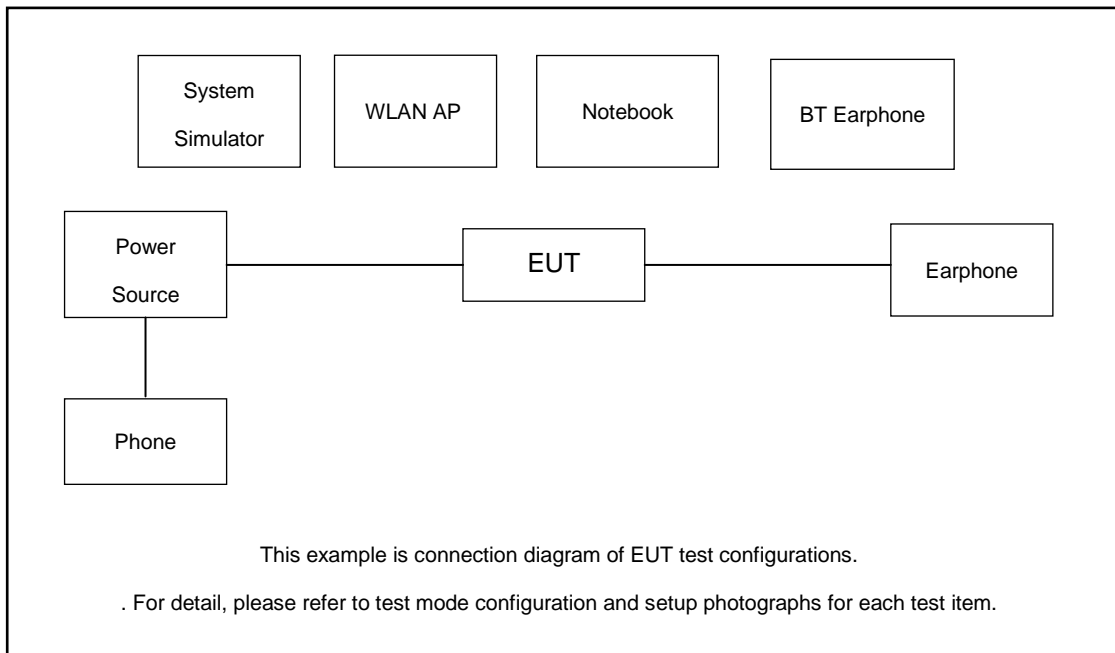 System
Simulator
WLAN AP
Notebook
BT Earphone
Power
Source
EUT
Earphone
Phone
This example is connection diagram of EUT test configurations.
. For detail, please refer to test mode configuration and setup photographs for each test item.